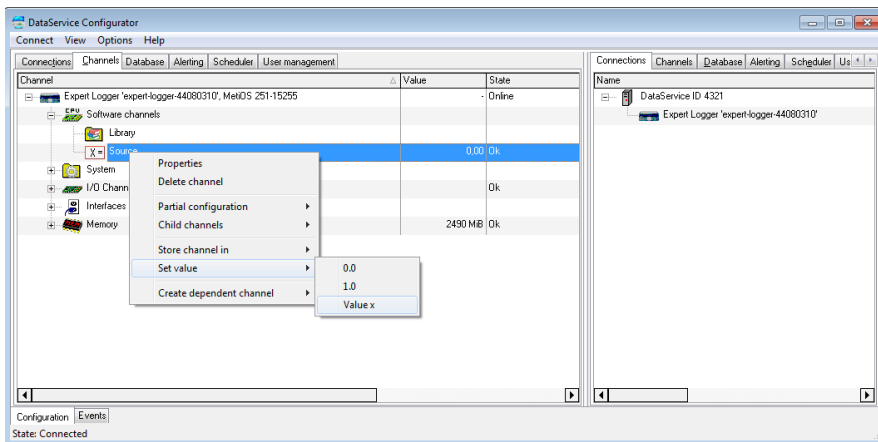 DataService Configurator
Connect View Options Help
Connections Channels Database Alerting Scheduler User management
Channel Value State
Expert Logger 'expert-logger-44080310', MetiOS 251-15255 - Online
Software channels
Library
Source 0,00 Ok
System
I/O Chann Ok
Interfaces
Memory 2490 MiB Ok
Properties
Delete channel
Partial configuration
Child channels
Store channel in
Set value
Create dependent channel
0.0
1.0
Value x
Connections Channels Database Alerting Scheduler Us
Name
DataService ID 4321
Expert Logger 'expert-logger-44080310'
Configuration Events
State: Connected